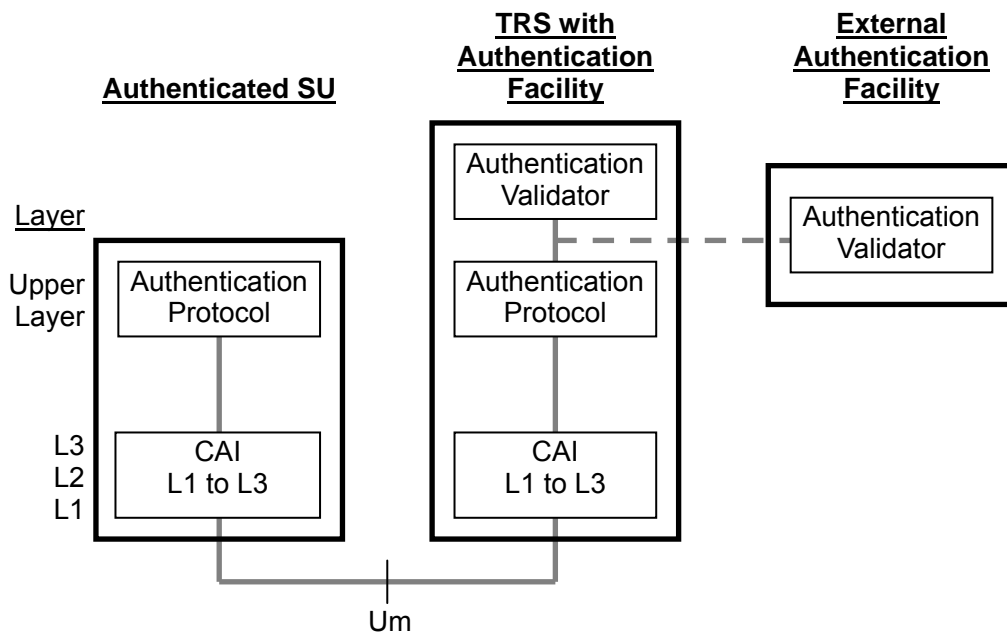 TRS with
Authentication
Facility
External
Authentication
Facility
Authenticated SU
Authentication
Validator
Authentication
Validator
Layer
Upper
Layer
Authentication
Protocol
Authentication
Protocol
L3
L2
L1
CAI
L1 to L3
CAI
L1 to L3
Um